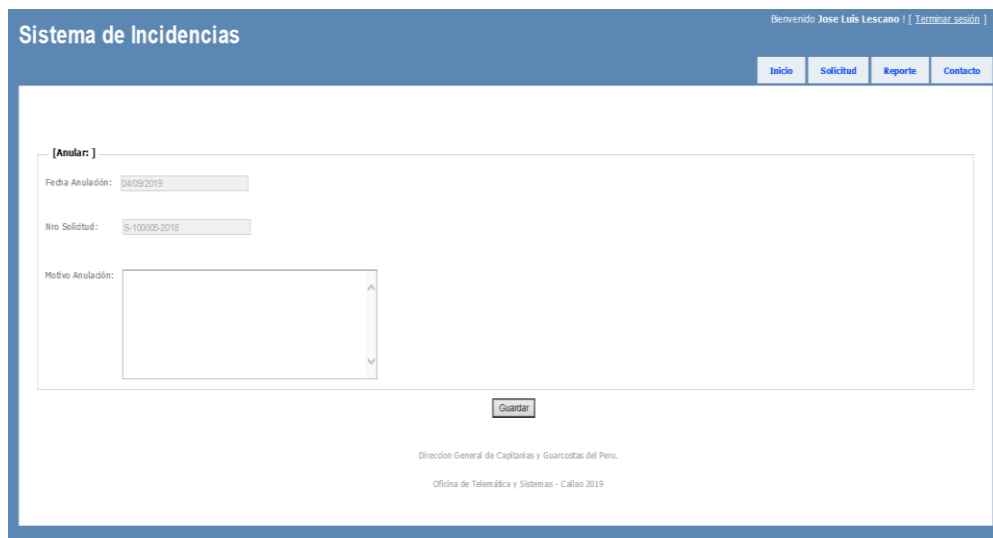 Bienvenido Jose Luis Lescano ! [ Terminar sesión ]
Sistema de Incidencias
Inicio Solicitud Reporte Contacto
[Anular: ]
Fecha Anulación: 04/09/2019
Nro Solicitud: S-100005-2018
Motivo Anulación:
Guardar
Direccion General de Capitanias y Guarcostas del Peru.
Oficina de Telemática y Sistemas - Callao 2019